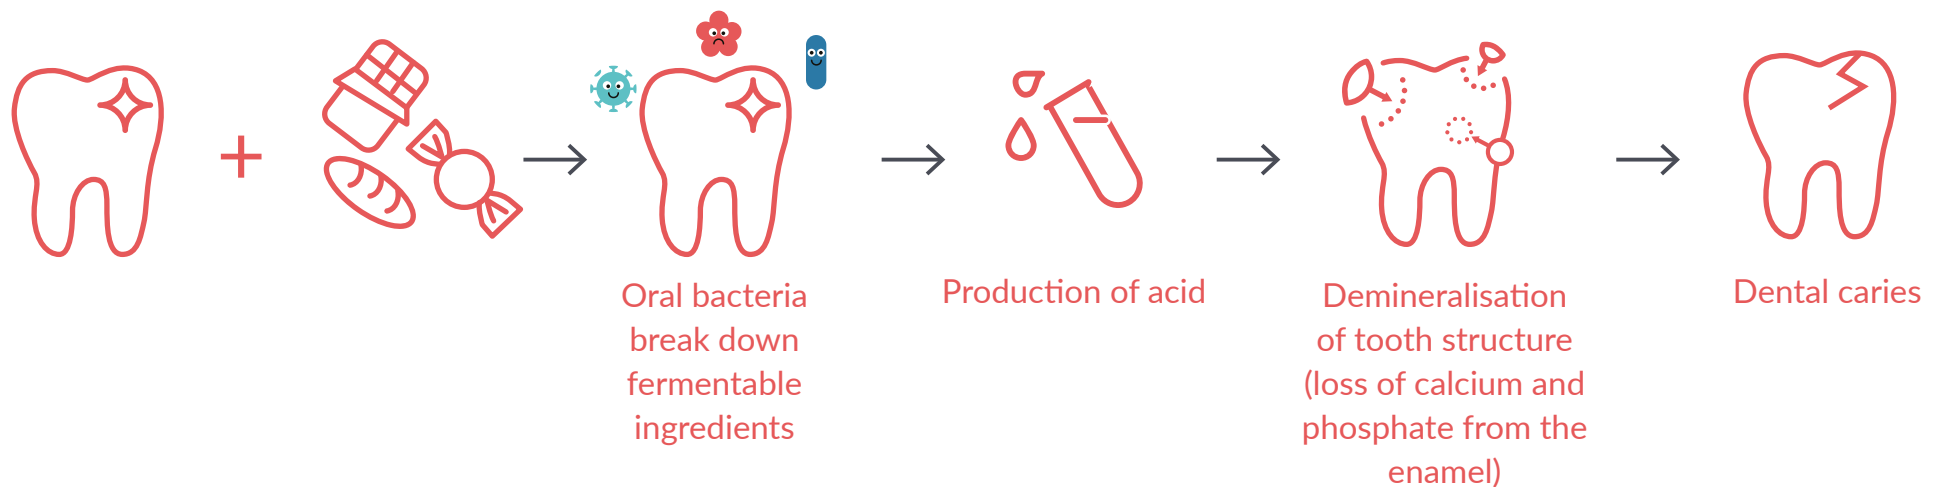 Oral bacteria
break down
fermentable
ingredients
Production of acid
Demineralisation
of tooth structure
(loss of calcium and
phosphate from the
enamel)
Dental caries